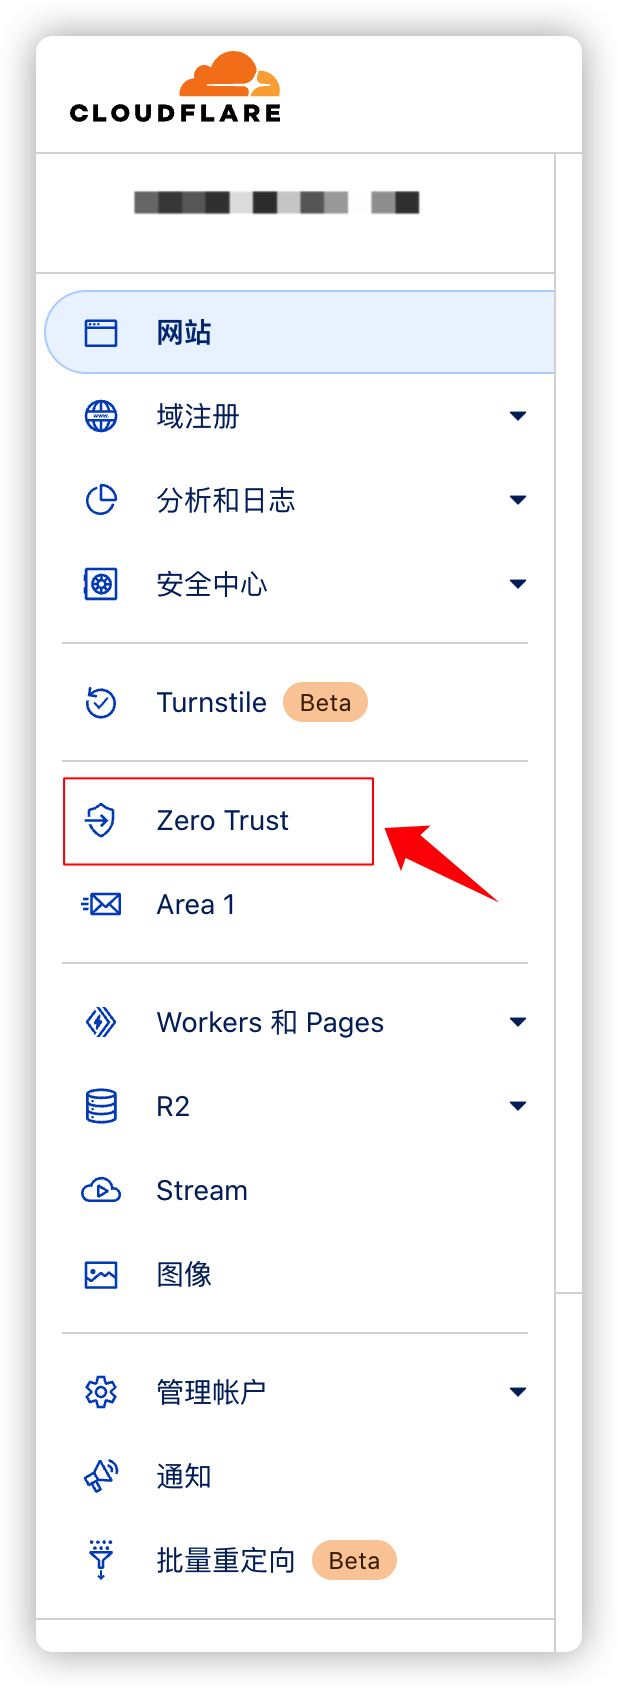 CLOUDFLARE
网站
域注册
分析和日志
安全中心
Turnstile Beta
Zero Trust
Area 1
Workers 和 Pages
R2
Stream
图像
管理帐户
通知
批量重定向 Beta